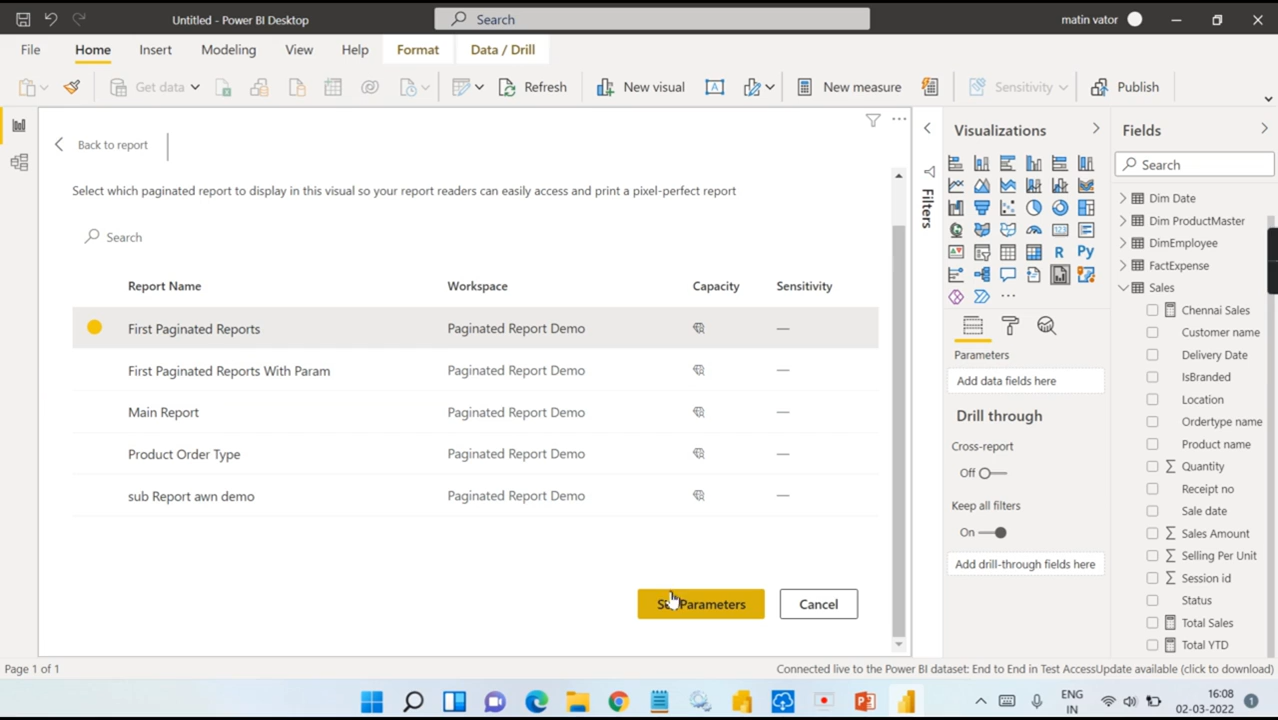 Untitled - Power BI Desktop
Search
matin vator
File Home Insert Modeling View Help Format Data / Drill
Get data
Refresh
New visual
New measure
Sensitivity
Publish
Back to report
Select which paginated report to display in this visual so your report readers can easily access and print a pixel-perfect report
Search
Report Name Workspace Capacity Sensitivity
First Paginated Reports Paginated Report Demo —
First Paginated Reports With Param Paginated Report Demo —
Main Report Paginated Report Demo —
Product Order Type Paginated Report Demo —
sub Report awn demo Paginated Report Demo —
Parameters Cancel
Filters
Visualizations
R Py
Parameters
Add data fields here
Drill through
Cross-report
Off
Keep all filters
On
Add drill-through fields here
Fields
Search
Dim Date
Dim ProductMaster
DimEmployee
FactExpense
Sales
Chennai Sales
Customer name
Delivery Date
IsBranded
Location
Ordertype name
Product name
Σ Quantity
Receipt no
Sale date
Σ Sales Amount
Σ Selling Per Unit
Σ Session id
Status
Total Sales
Total YTD
Page 1 of 1
Connected live to the Power BI dataset: End to End in Test AccessUpdate available (click to download)
ENG
IN
16:08
02-03-2022
1